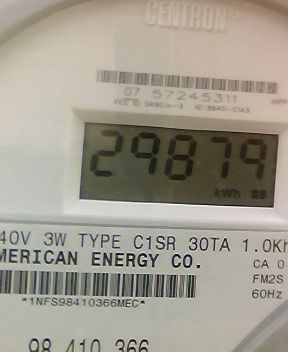 CENTRON®
07 57245311
29879
kWh
40V 3W TYPE C1SR 30TA 1.0Kh
MERICAN ENERGY CO.
CA 0
FM2S
60Hz
*1NFS98410366MEC*
98 410 366